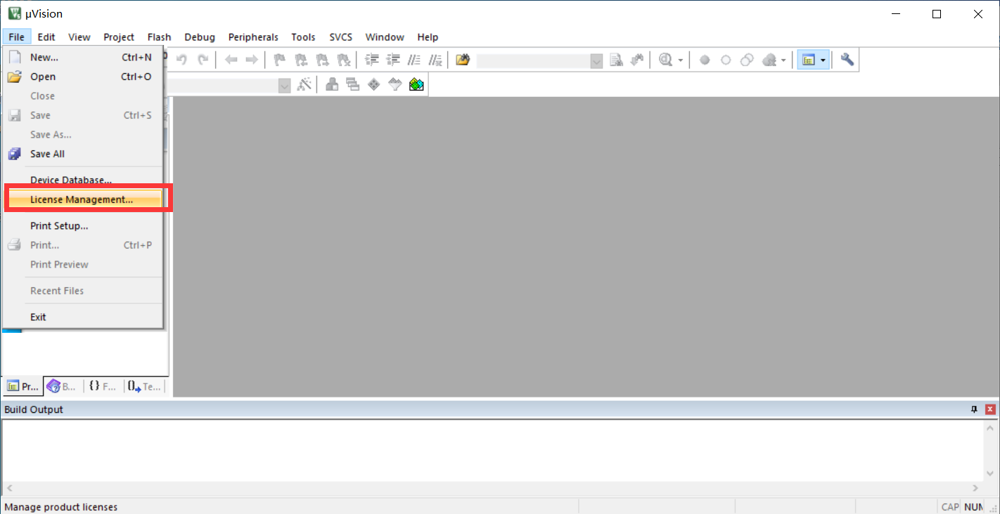 µVision
File Edit View Project Flash Debug Peripherals Tools SVCS Window Help
New... Ctrl+N
Open Ctrl+O
Close
Save Ctrl+S
Save As...
Save All
Device Database...
License Management...
Print Setup...
Print... Ctrl+P
Print Preview
Recent Files
Exit
Pr... B... {} F... Te...
Build Output
Manage product licenses CAP NUM